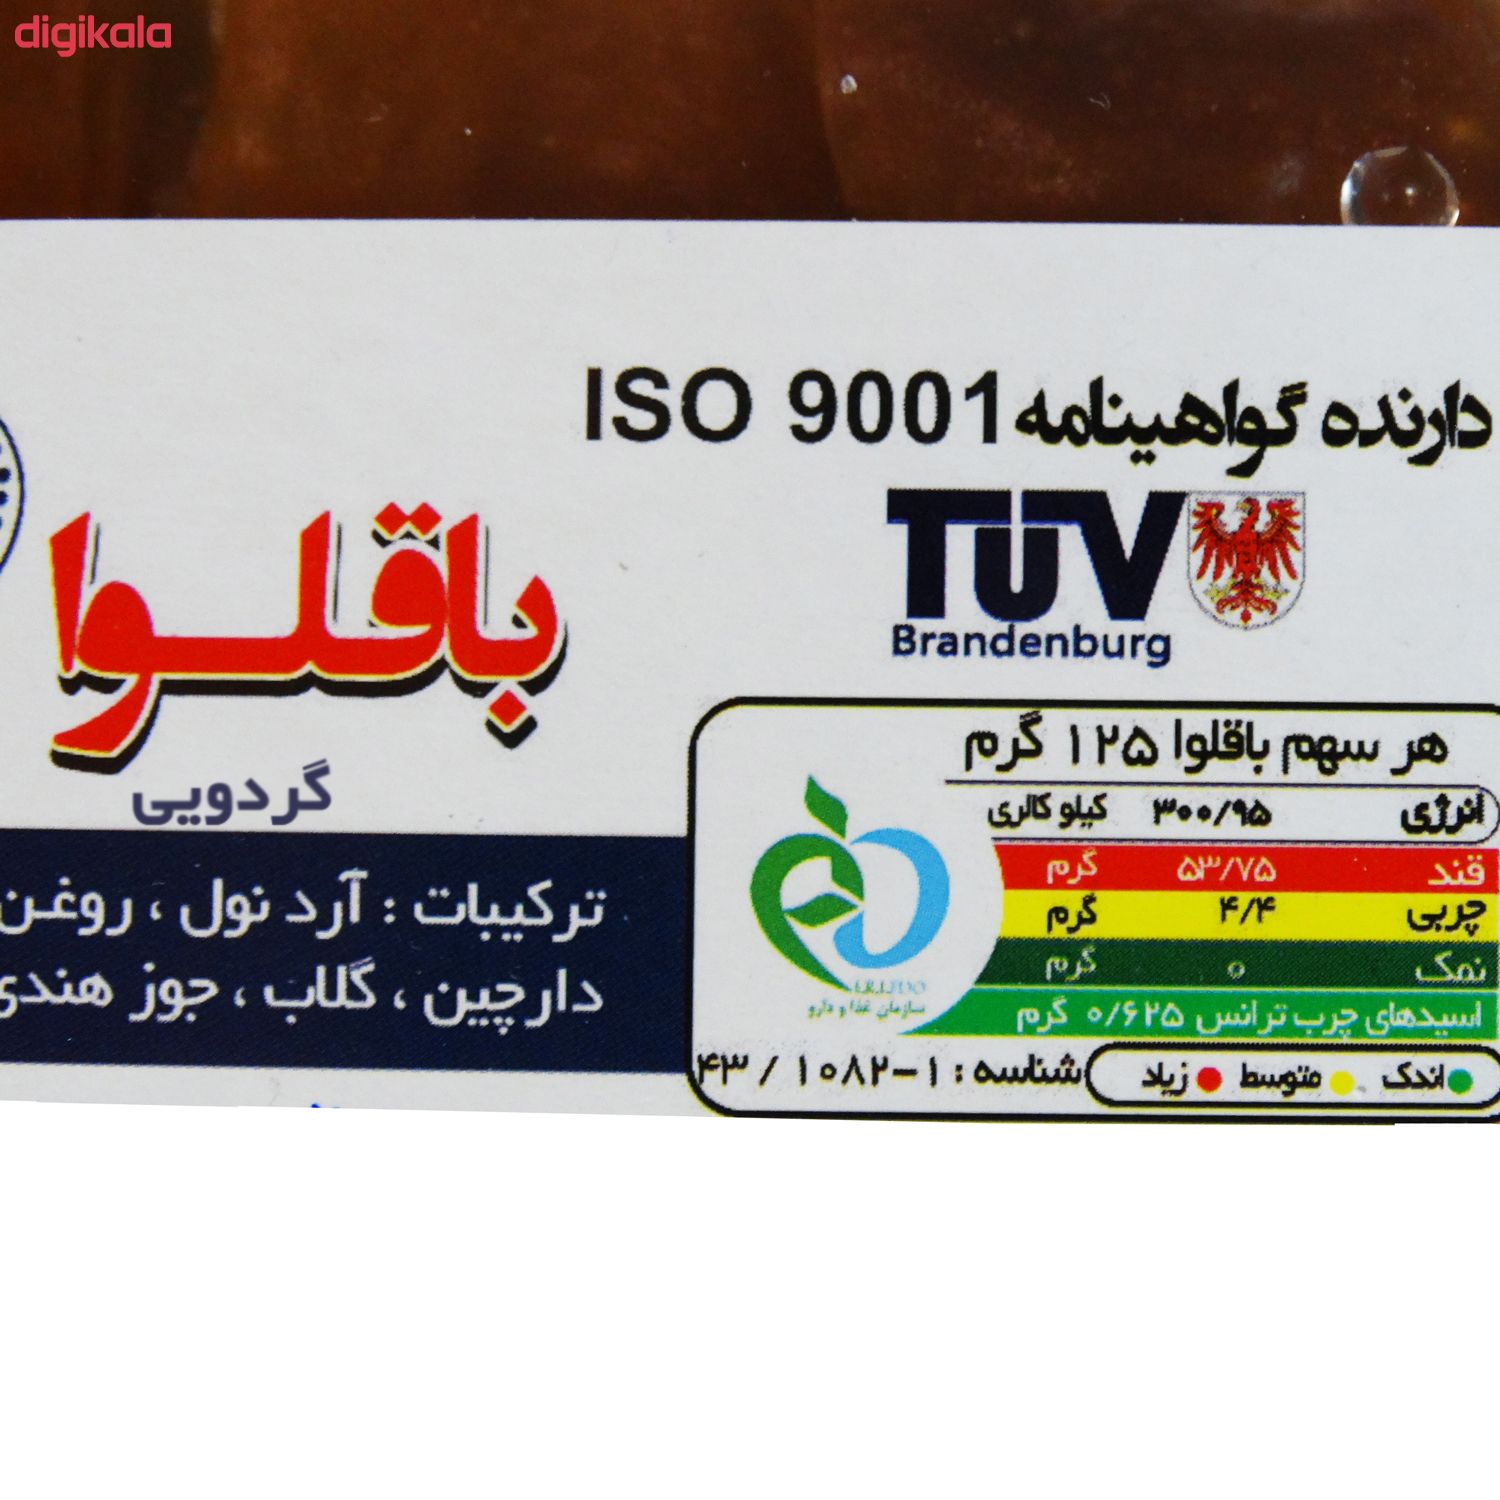 digikala
دارنده گواهینامه ISO 9001
TÜV
Brandenburg
باقلوا
گردویی
ترکیبات : آرد نول ، روغن
دارچین ، گلاب ، جوز هندی
هر سهم باقلوا ۱۲۵ گرم
انرژی ۳۰۰/۹۵ کیلو کالری
قند ۵۳/۷۵ گرم
چربی ۴/۴ گرم
نمک ۰ گرم
اسیدهای چرب ترانس ۰/۶۲۵ گرم
سازمان غذا و دارو
اندک متوسط زیاد
شناسه : ۱-۱۰۸۲ / ۴۳